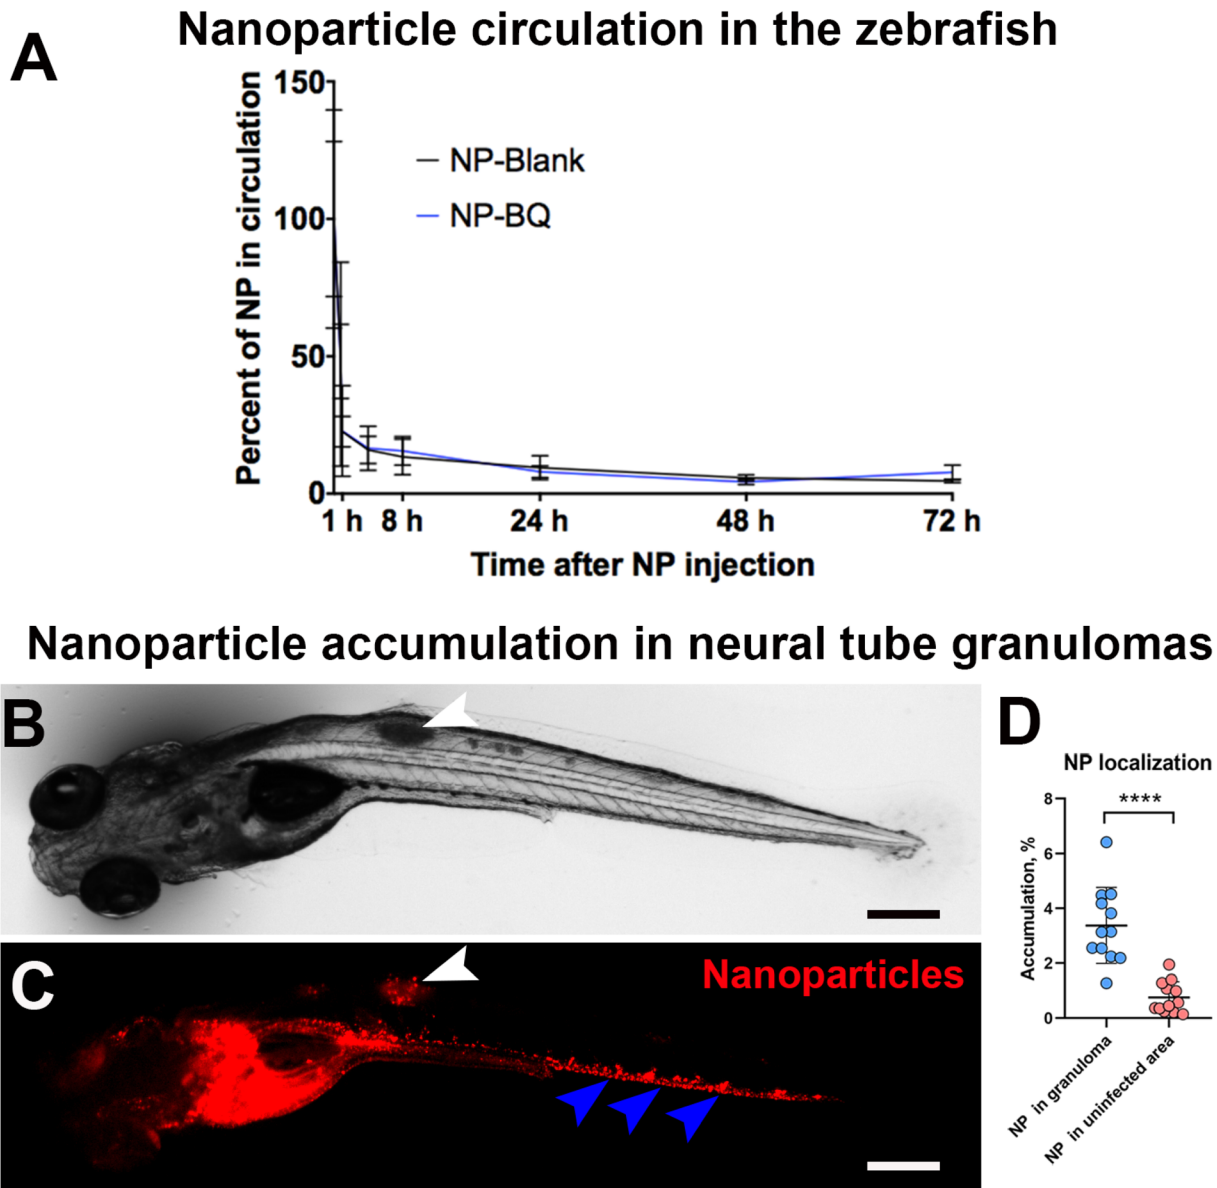 Nanoparticle circulation in the zebrafish
A
Percent of NP in circulation
150
100
50
0
NP-Blank
NP-BQ
1 h 8 h 24 h 48 h 72 h
Time after NP injection
Nanoparticle accumulation in neural tube granulomas
B
C
Nanoparticles
D
NP localization
****
Accumulation, %
8
6
4
2
0
NP in granuloma
NP in uninfected area